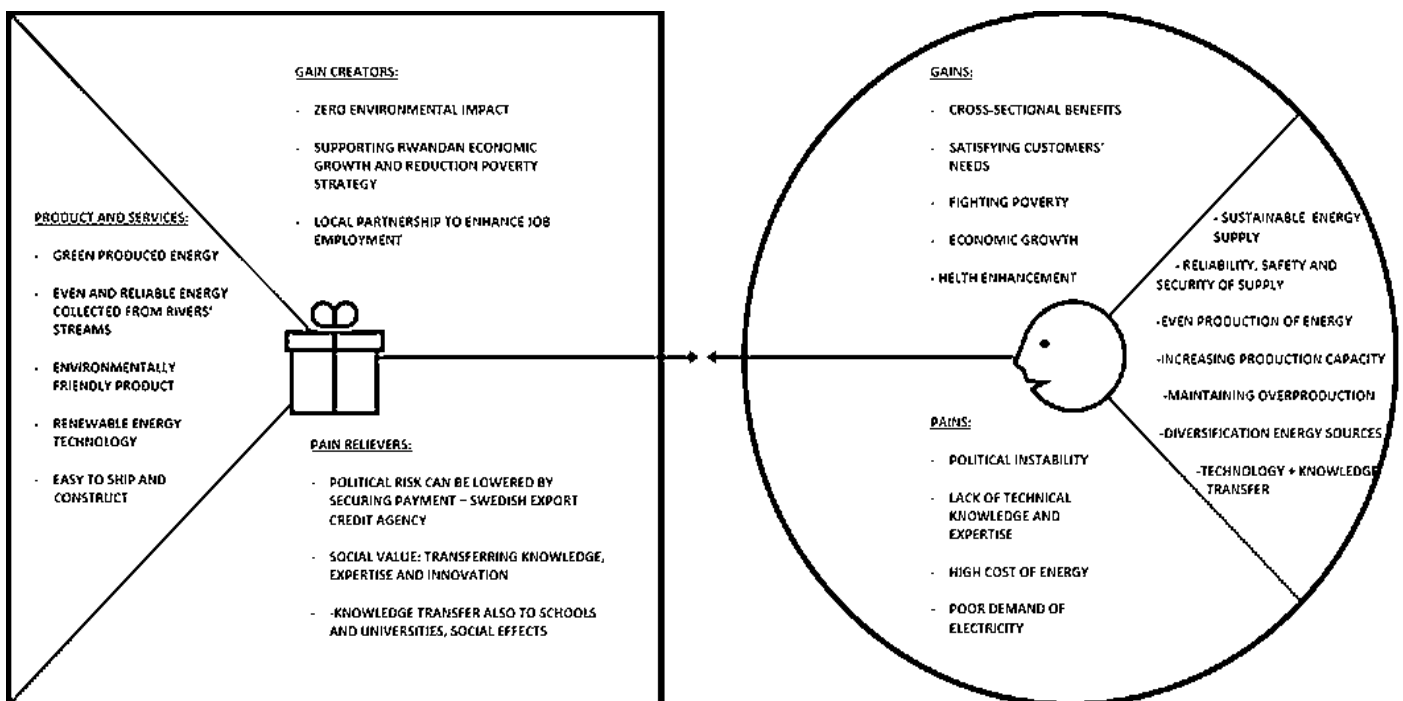 GAIN CREATORS:
- ZERO ENVIRONMENTAL IMPACT
- SUPPORTING RWANDAN ECONOMIC
GROWTH AND REDUCTION POVERTY
STRATEGY
- LOCAL PARTNERSHIP TO ENHANCE JOB
EMPLOYMENT
PRODUCT AND SERVICES:
- GREEN PRODUCED ENERGY
- EVEN AND RELIABLE ENERGY
COLLECTED FROM RIVERS'
STREAMS
- ENVIRONMENTALLY
FRIENDLY PRODUCT
- RENEWABLE ENERGY
TECHNOLOGY
- EASY TO SHIP AND
CONSTRUCT
PAIN RELIEVERS:
- POLITICAL RISK CAN BE LOWERED BY
SECURING PAYMENT – SWEDISH EXPORT
CREDIT AGENCY
- SOCIAL VALUE: TRANSFERRING KNOWLEDGE,
EXPERTISE AND INNOVATION
- -KNOWLEDGE TRANSFER ALSO TO SCHOOLS
AND UNIVERSITIES, SOCIAL EFFECTS
GAINS:
- CROSS-SECTIONAL BENEFITS
- SATISFYING CUSTOMERS'
NEEDS
- FIGHTING POVERTY
- ECONOMIC GROWTH
- HELTH ENHANCEMENT
- SUSTAINABLE ENERGY
SUPPLY
- RELIABILITY, SAFETY AND
SECURITY OF SUPPLY
-EVEN PRODUCTION OF ENERGY
-INCREASING PRODUCTION CAPACITY
-MAINTAINING OVERPRODUCTION
-DIVERSIFICATION ENERGY SOURCES
-TECHNOLOGY + KNOWLEDGE
TRANSFER
PAINS:
- POLITICAL INSTABILITY
- LACK OF TECHNICAL
KNOWLEDGE AND
EXPERTISE
- HIGH COST OF ENERGY
- POOR DEMAND OF
ELECTRICITY